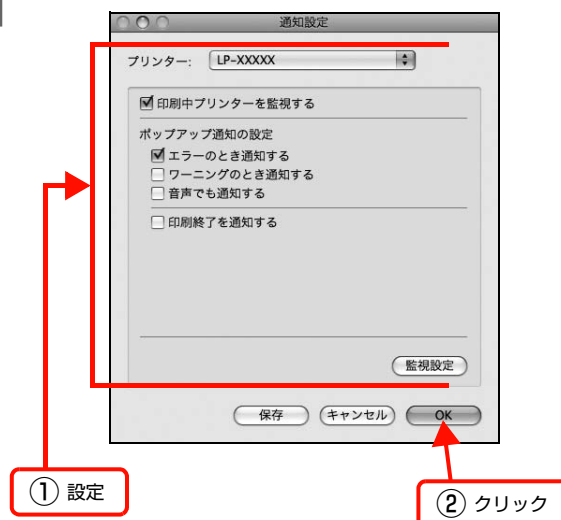 通知設定
プリンター: LP-XXXXX
印刷中プリンターを監視する
ポップアップ通知の設定
エラーのとき通知する
ワーニングのとき通知する
音声でも通知する
印刷終了を通知する
監視設定
保存 キャンセル OK
① 設定
② クリック